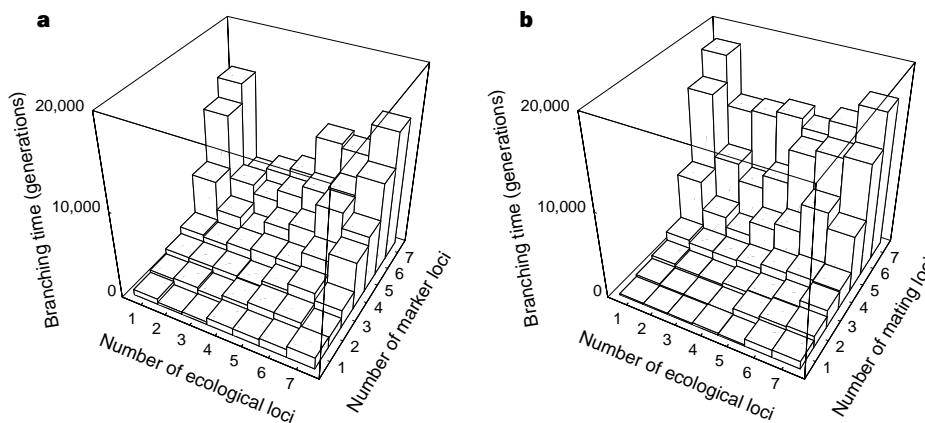 a
20,000
10,000
0
Branching time (generations)
1 2 3 4 5 6 7
Number of ecological loci
1 2 3 4 5 6 7
Number of marker loci
b
20,000
10,000
0
Branching time (generations)
1 2 3 4 5 6 7
Number of ecological loci
1 2 3 4 5 6 7
Number of mating loci